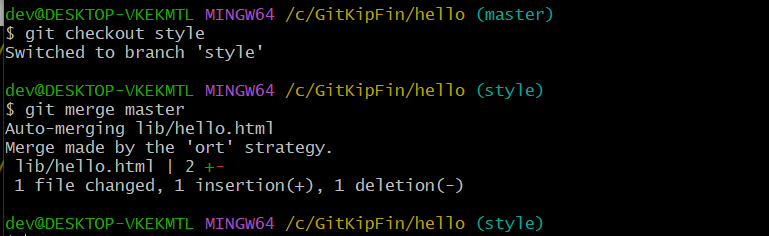 dev@DESKTOP-VKEKMTL MINGW64 /c/GitKipFin/hello (master)
$ git checkout style
Switched to branch 'style'
dev@DESKTOP-VKEKMTL MINGW64 /c/GitKipFin/hello (style)
$ git merge master
Auto-merging lib/hello.html
Merge made by the 'ort' strategy.
 lib/hello.html | 2 +-
 1 file changed, 1 insertion(+), 1 deletion(-)
dev@DESKTOP-VKEKMTL MINGW64 /c/GitKipFin/hello (style)